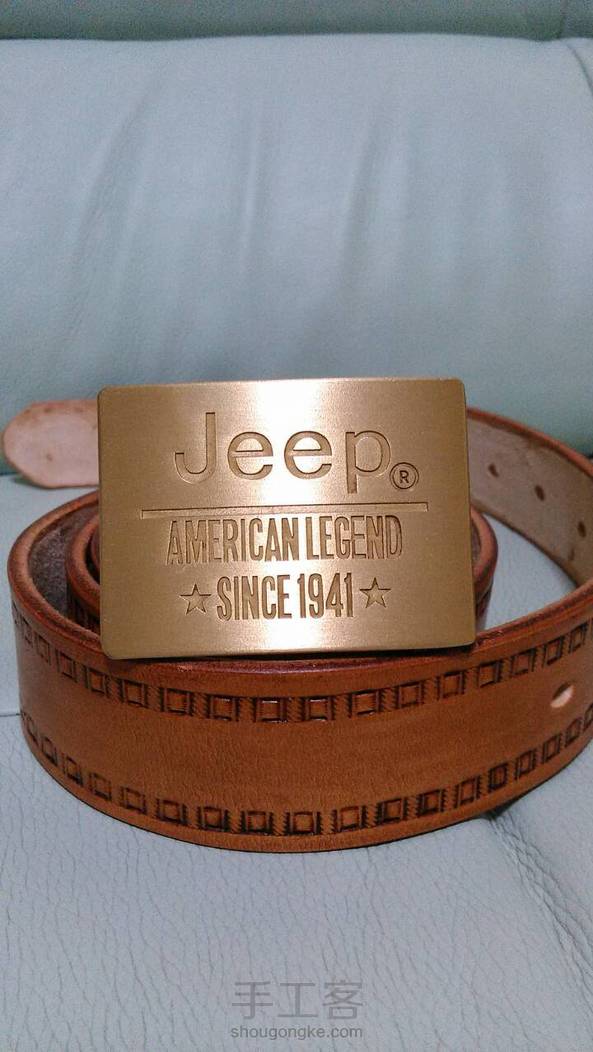 Jeep®
AMERICAN LEGEND
☆SINCE 1941☆
手工客
shougongke.com